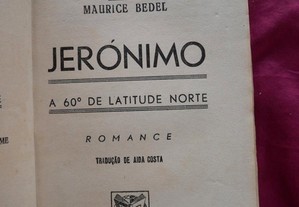 MAURICE BEDEL
JERÓNIMO
A 60º DE LATITUDE NORTE
ROMANCE
TRADUÇÃO DE AIDA COSTA